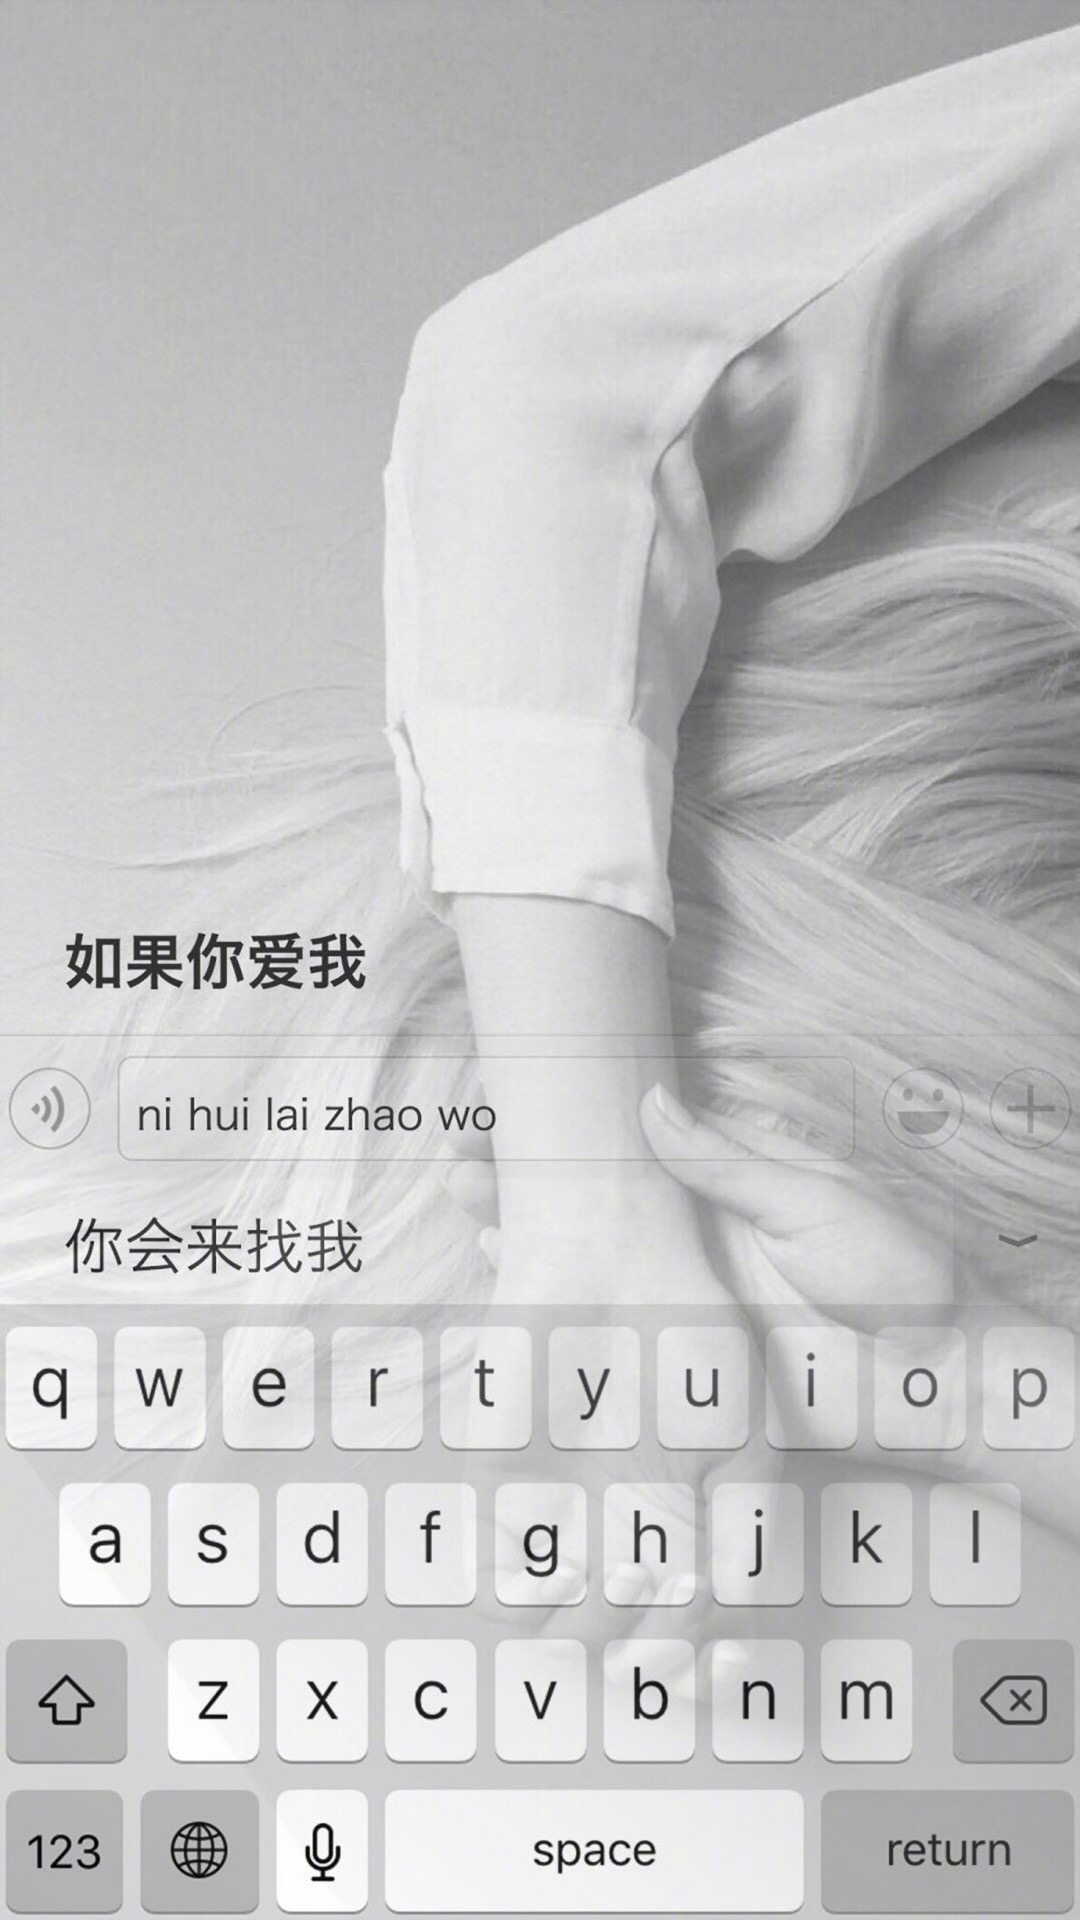 如果你爱我
ni hui lai zhao wo
你会来找我
q w e r t y u i o p
a s d f g h j k l
z x c v b n m
123 space return